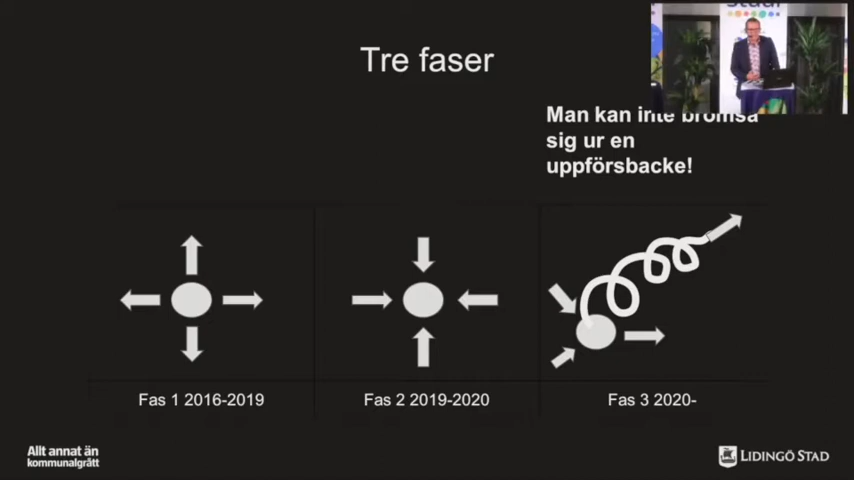 Tre faser
Man kan inte bromsa
sig ur en
uppförsbacke!
Fas 1 2016-2019
Fas 2 2019-2020
Fas 3 2020-
Allt annat än
kommunalgrått
LIDINGÖ STAD